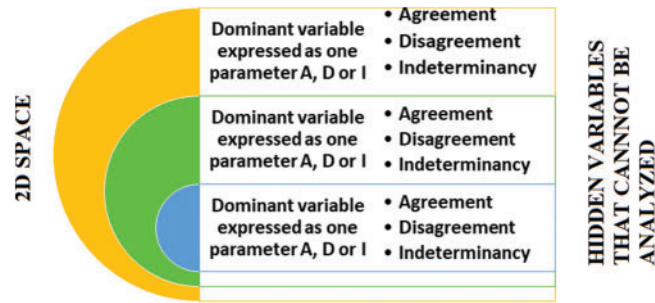 2D SPACE
Dominant variable
expressed as one
parameter A, D or I
• Agreement
• Disagreement
• Indeterminancy
Dominant variable
expressed as one
parameter A, D or I
• Agreement
• Disagreement
• Indeterminancy
Dominant variable
expressed as one
parameter A, D or I
• Agreement
• Disagreement
• Indeterminancy
HIDDEN VARIABLES
THAT CANNNOT BE
ANALYZED